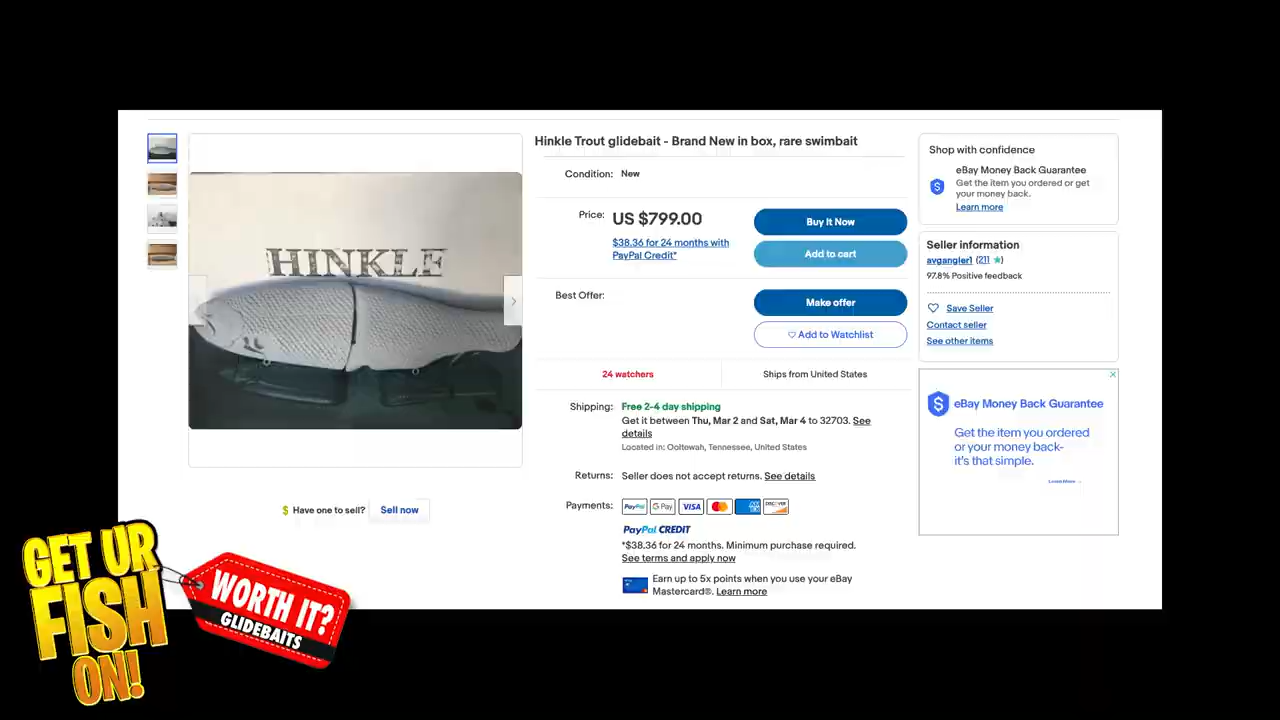 Hinkle Trout glidebait - Brand New in box, rare swimbait
Condition: New
Price: US $799.00
$38.36 for 24 months with
PayPal Credit*
Buy It Now
Add to cart
Best Offer:
Make offer
Add to Watchlist
24 watchers
Ships from United States
Shipping: Free 2-4 day shipping
Get it between Thu, Mar 2 and Sat, Mar 4 to 32703. See
details
Located in: Ooltewah, Tennessee, United States
Returns: Seller does not accept returns. See details
Payments: PayPal G Pay VISA DISCOVER
PayPal CREDIT
*$38.36 for 24 months. Minimum purchase required.
See terms and apply now
Earn up to 5x points when you use your eBay
Mastercard®. Learn more
HINKLE
$ Have one to sell? Sell now
Shop with confidence
eBay Money Back Guarantee
Get the item you ordered or get
your money back.
Learn more
Seller information
avgangler1 (211 ★)
97.8% Positive feedback
Save Seller
Contact seller
See other items
eBay Money Back Guarantee
Get the item you ordered
or your money back-
it's that simple.
Learn More
GET UR
FISH
ON!
WORTH IT?
GLIDEBAITS